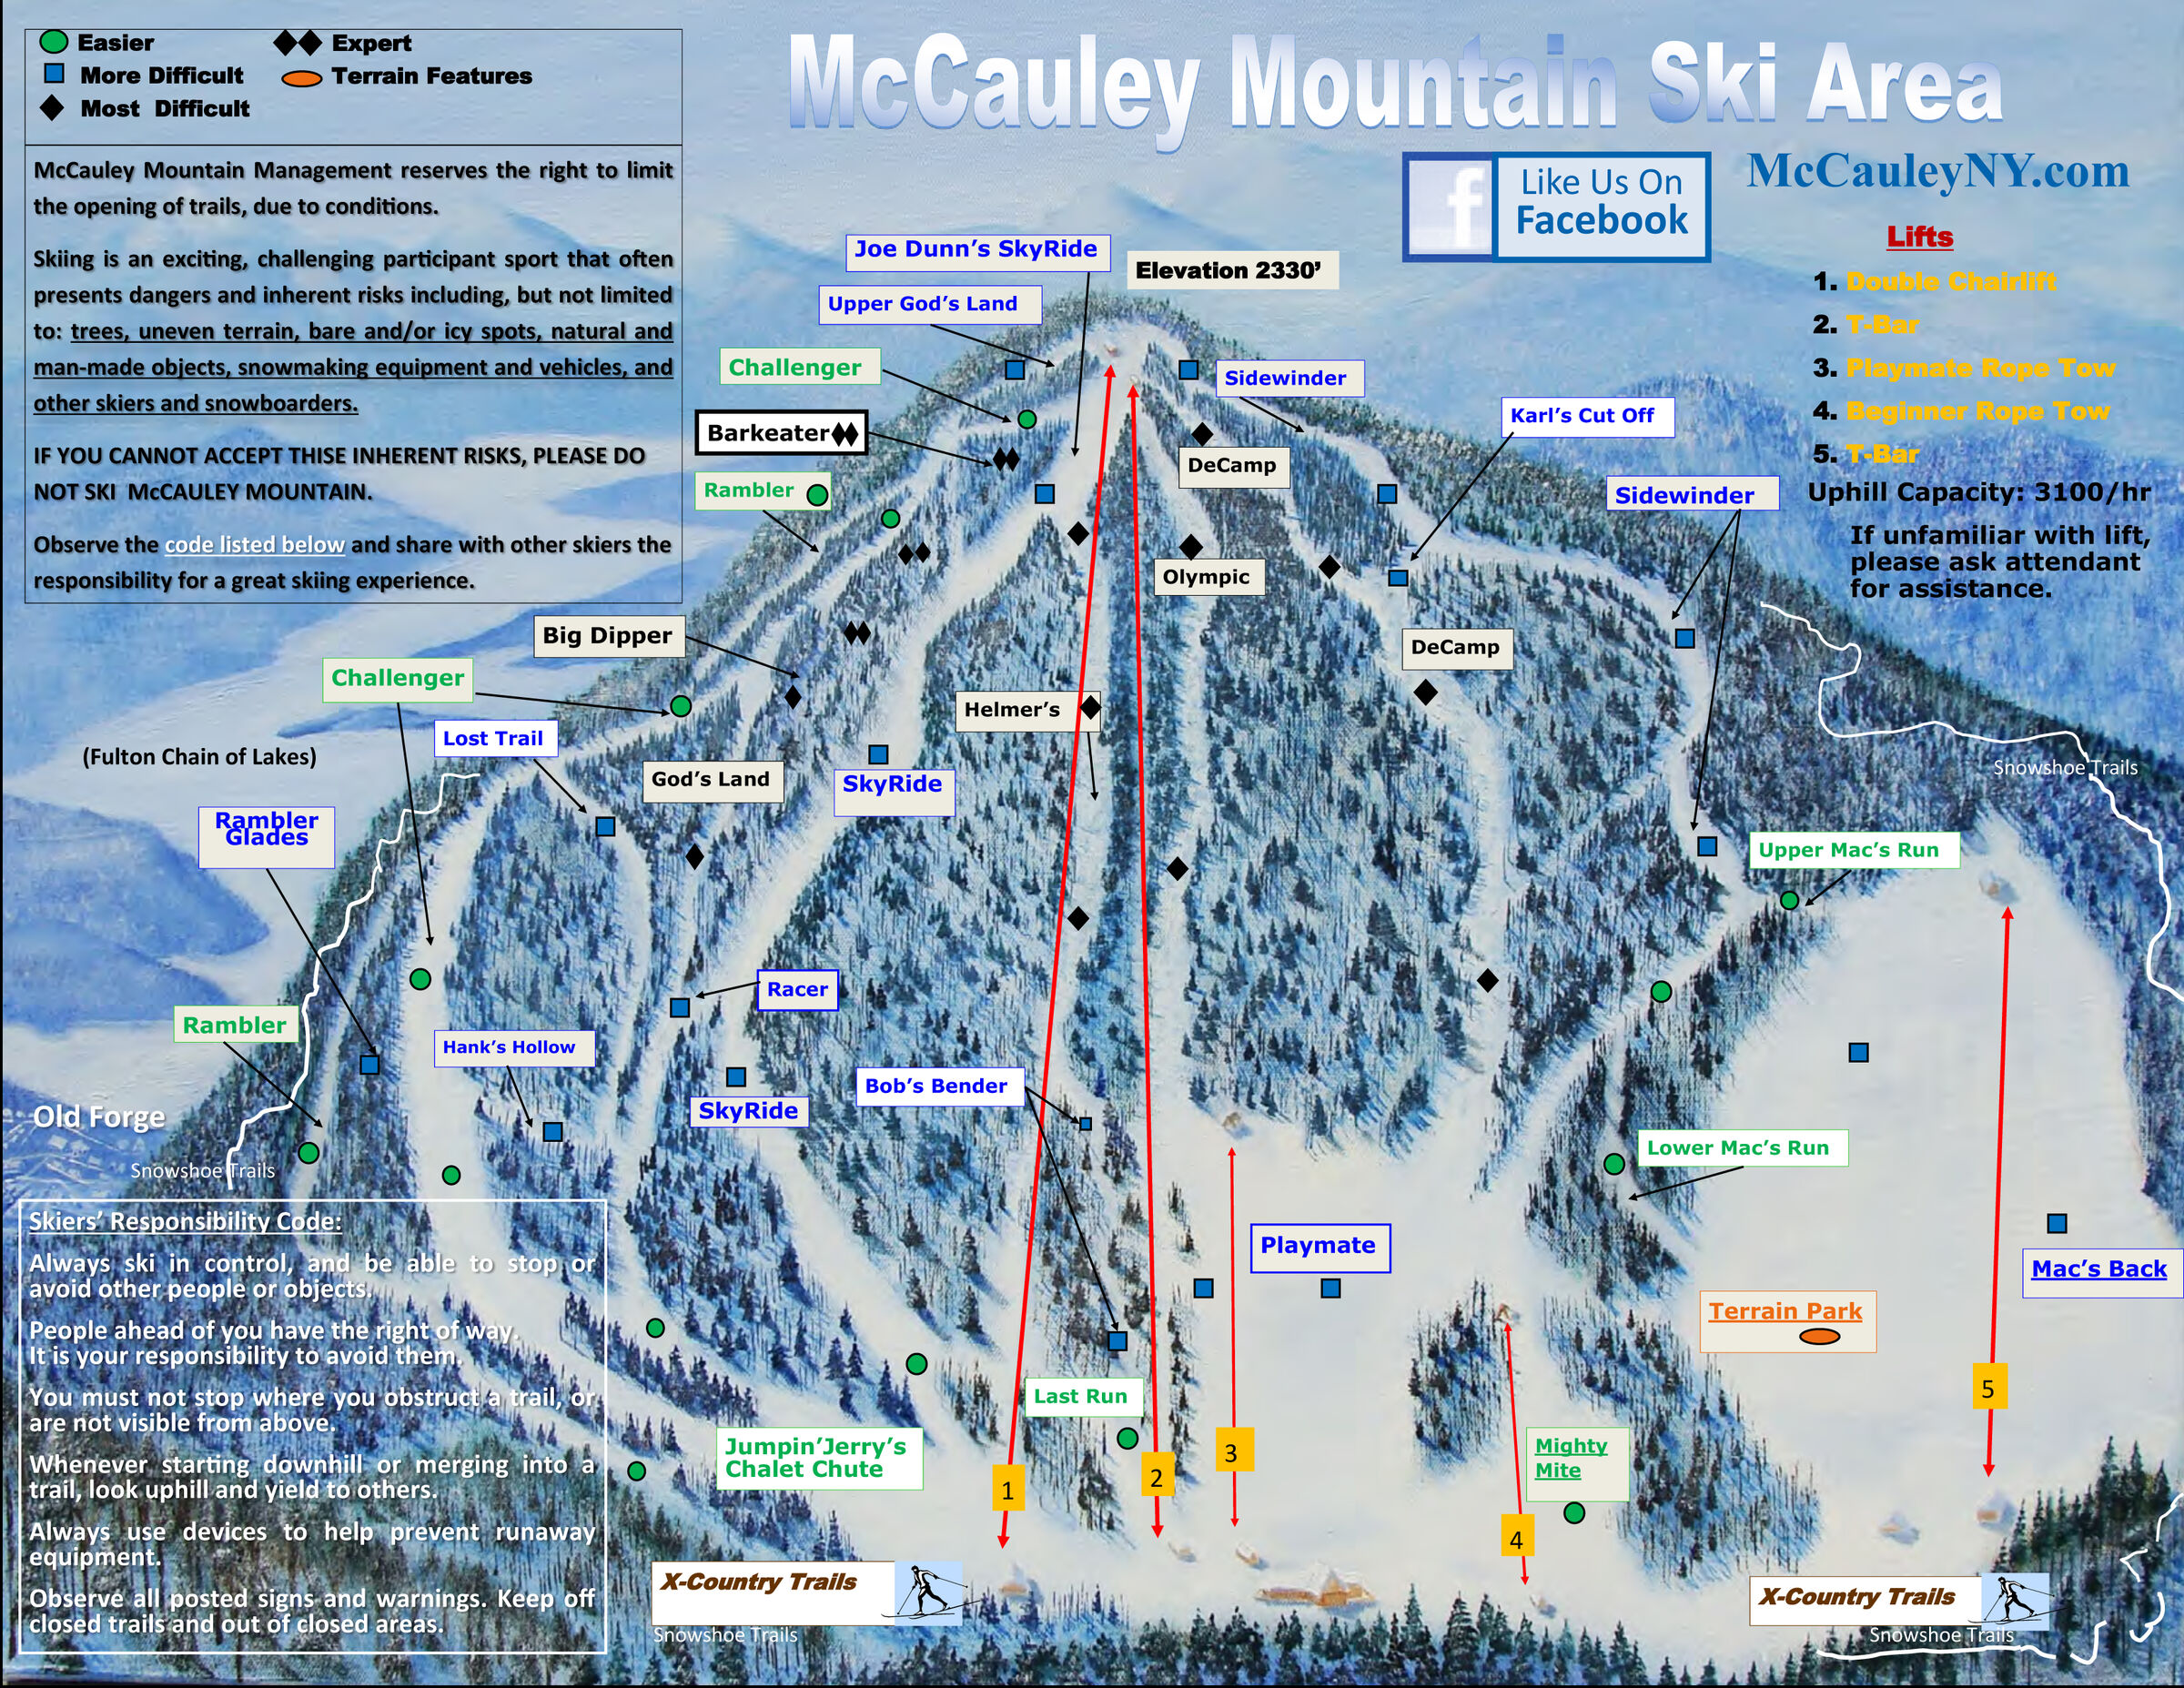 Easier
Expert
More Difficult
Terrain Features
Most Difficult
McCauley Mountain Management reserves the right to limit
the opening of trails, due to conditions.
Skiing is an exciting, challenging participant sport that often
presents dangers and inherent risks including, but not limited
to: trees, uneven terrain, bare and/or icy spots, natural and
man-made objects, snowmaking equipment and vehicles, and
other skiers and snowboarders.
IF YOU CANNOT ACCEPT THISE INHERENT RISKS, PLEASE DO
NOT SKI McCAULEY MOUNTAIN.
Observe the code listed below and share with other skiers the
responsibility for a great skiing experience.
McCauley Mountain Ski Area
f
Like Us On
Facebook
McCauleyNY.com
Lifts
1. Double Chairlift
2. T-Bar
3. Playmate Rope Tow
4. Beginner Rope Tow
5. T-Bar
Uphill Capacity: 3100/hr
If unfamiliar with lift,
please ask attendant
for assistance.
Joe Dunn's SkyRide
Elevation 2330'
Upper God's Land
Challenger
Sidewinder
Karl's Cut Off
Barkeater
DeCamp
Rambler
Sidewinder
Olympic
Big Dipper
DeCamp
Challenger
Helmer's
Lost Trail
(Fulton Chain of Lakes)
God's Land
SkyRide
Snowshoe Trails
Rambler
Glades
Upper Mac's Run
Racer
Rambler
Hank's Hollow
Bob's Bender
SkyRide
Old Forge
Snowshoe Trails
Lower Mac's Run
Playmate
Mac's Back
Terrain Park
Last Run
5
Jumpin'Jerry's
Chalet Chute
Mighty
Mite
1
2
3
4
Skiers' Responsibility Code:
Always ski in control, and be able to stop or
avoid other people or objects.
People ahead of you have the right of way.
It is your responsibility to avoid them.
You must not stop where you obstruct a trail, or
are not visible from above.
Whenever starting downhill or merging into a
trail, look uphill and yield to others.
Always use devices to help prevent runaway
equipment.
Observe all posted signs and warnings. Keep off
closed trails and out of closed areas.
X-Country Trails
Snowshoe Trails
X-Country Trails
Snowshoe Trails